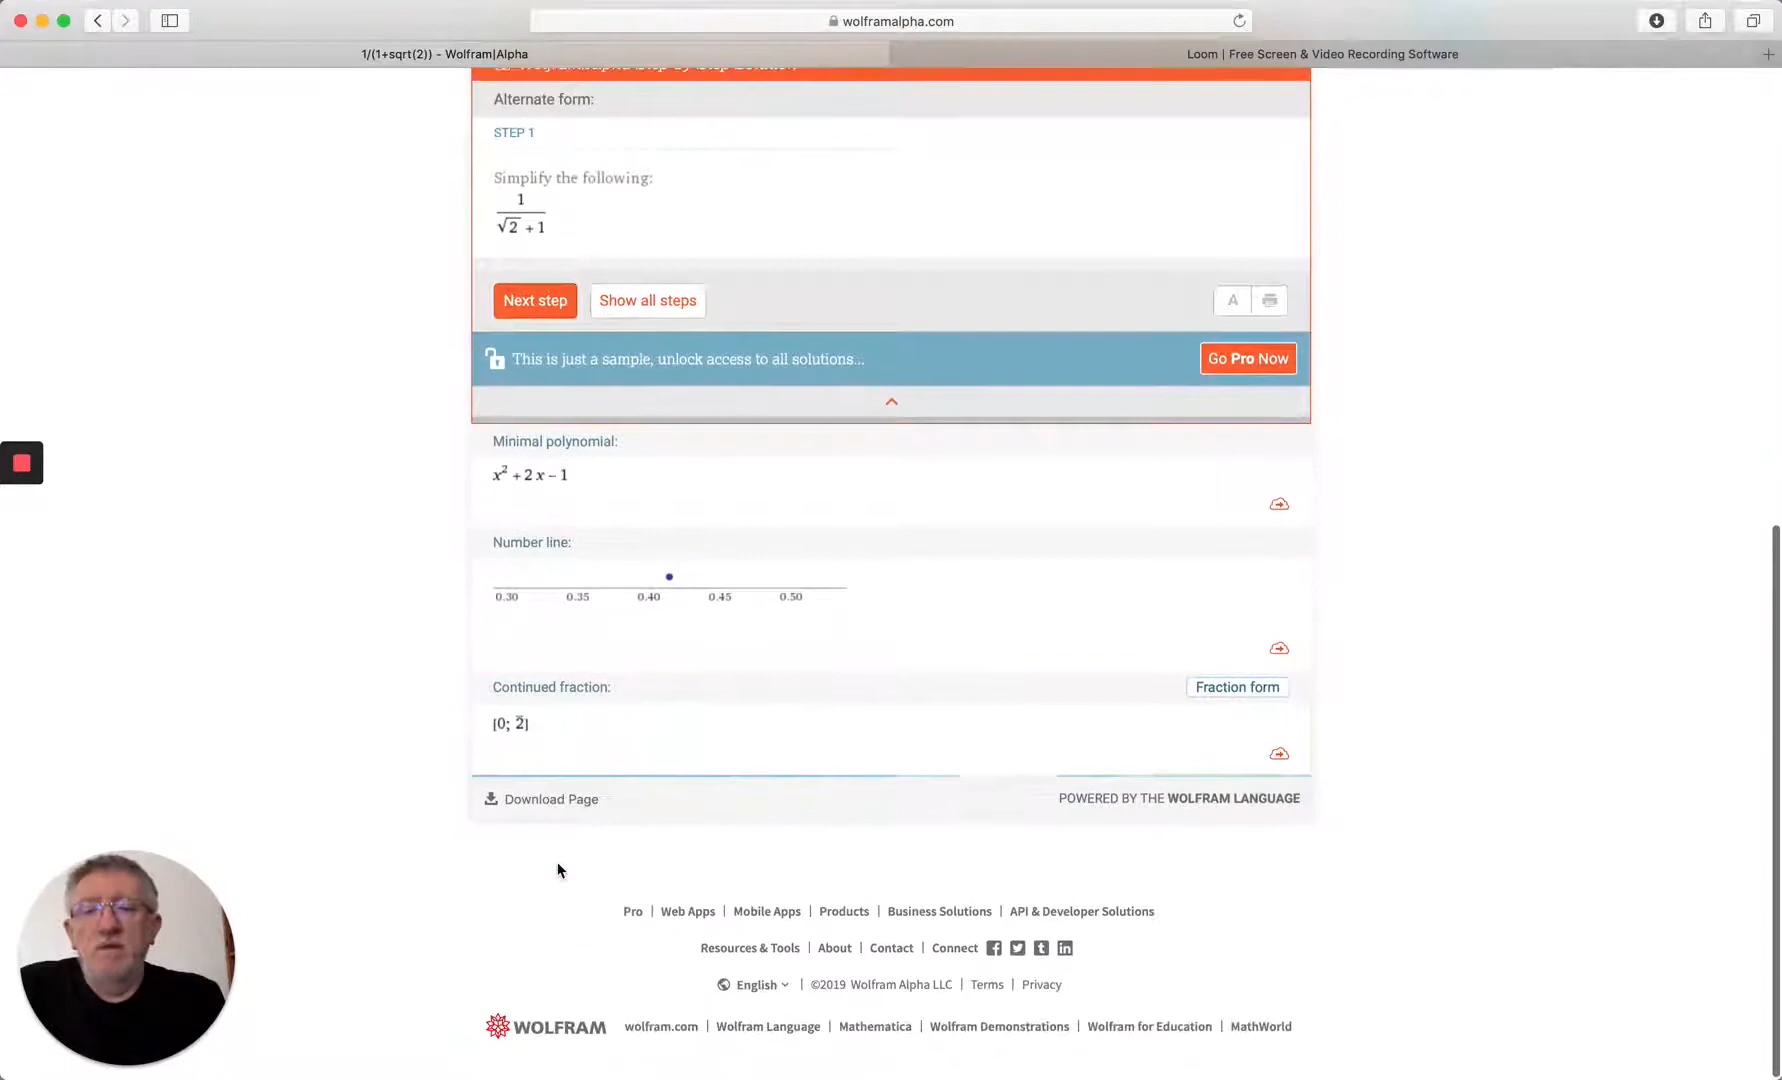 wolframalpha.com
1/(1+sqrt(2)) - Wolfram|Alpha
Loom | Free Screen & Video Recording Software
Alternate form:
STEP 1
Simplify the following:
1
√2 + 1
Next step
Show all steps
A
This is just a sample, unlock access to all solutions...
Go Pro Now
Minimal polynomial:
x² + 2 x − 1
Number line:
0.30 0.35 0.40 0.45 0.50
Continued fraction:
Fraction form
[0; 2̅]
Download Page
POWERED BY THE WOLFRAM LANGUAGE
Pro | Web Apps | Mobile Apps | Products | Business Solutions | API & Developer Solutions
Resources & Tools | About | Contact | Connect
English | ©2019 Wolfram Alpha LLC | Terms | Privacy
WOLFRAM wolfram.com | Wolfram Language | Mathematica | Wolfram Demonstrations | Wolfram for Education | MathWorld